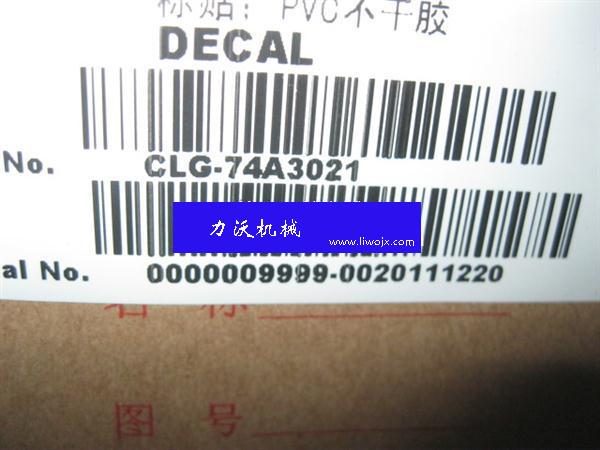 标贴：PVC不干胶
DECAL
No. CLG-74A3021
力沃机械
www.liwojx.com
al No. 0000009999-0020111220
名 称
图 号